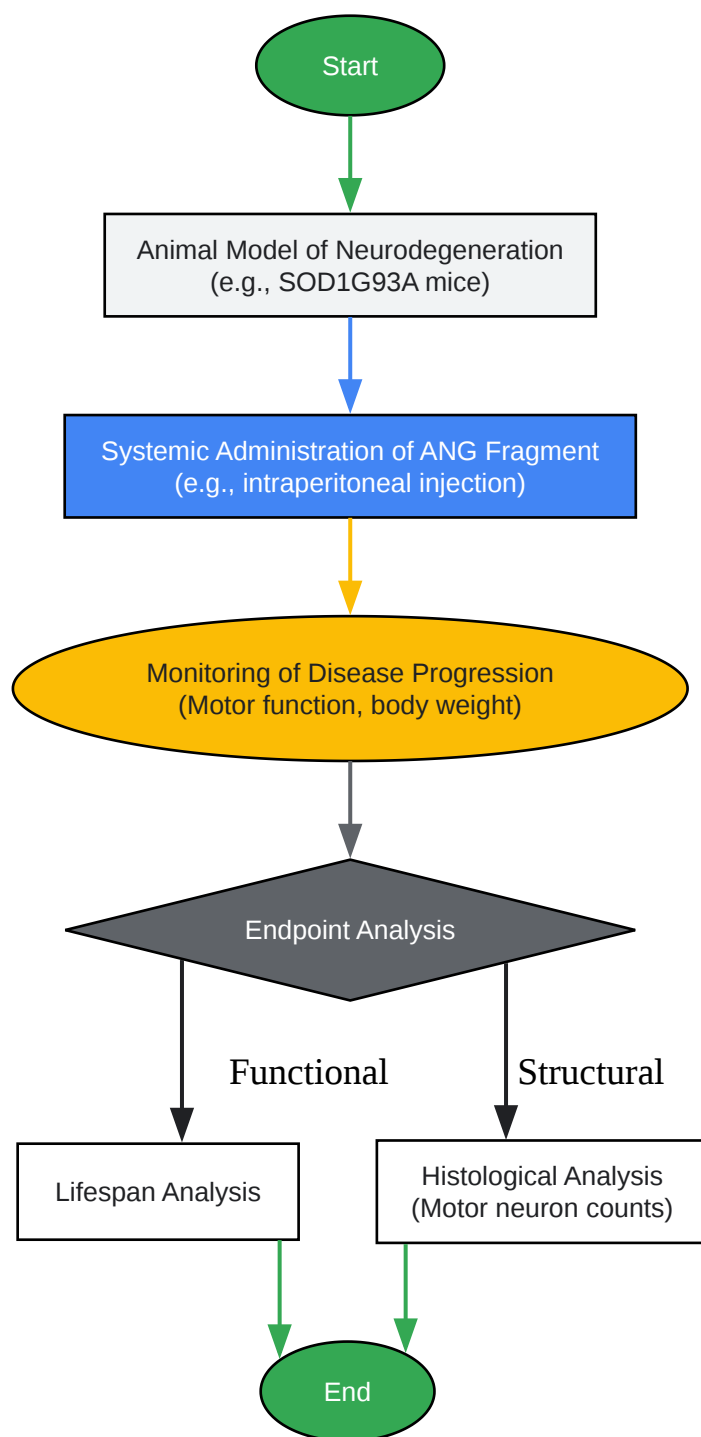 Start
Animal Model of Neurodegeneration
(e.g., SOD1G93A mice)
Systemic Administration of ANG Fragment
(e.g., intraperitoneal injection)
Monitoring of Disease Progression
(Motor function, body weight)
Endpoint Analysis
Functional
Structural
Lifespan Analysis
Histological Analysis
(Motor neuron counts)
End